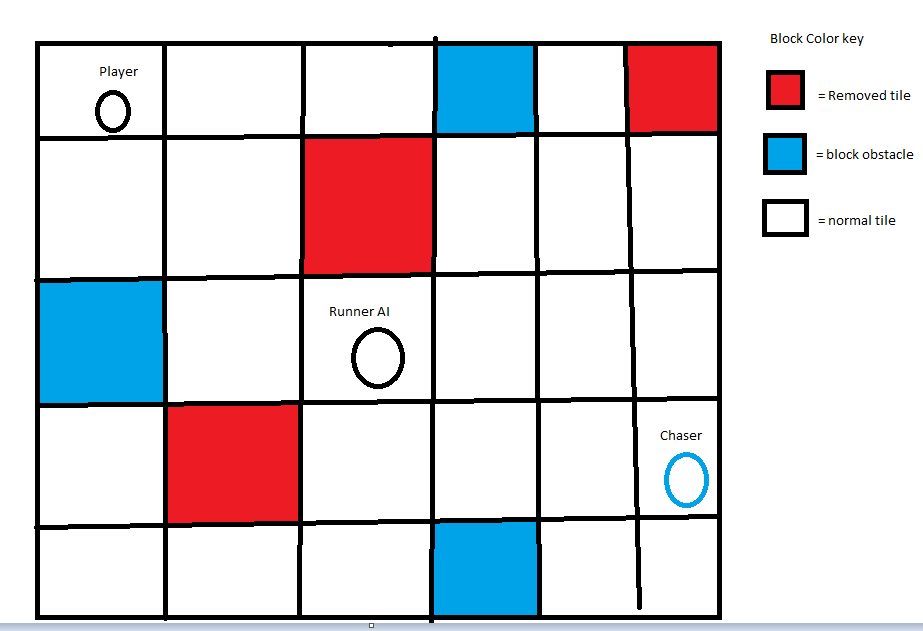 Block Color key
Player
= Removed tile
= block obstacle
= normal tile
Runner AI
Chaser